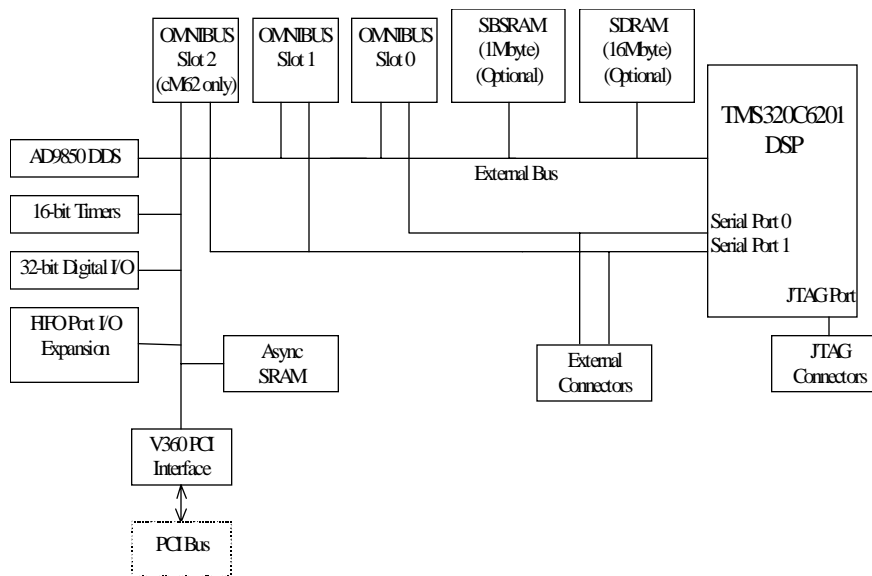 OMNIBUS
Slot 2
(cM62 only)
OMNIBUS
Slot 1
OMNIBUS
Slot 0
SBSRAM
(1Mbyte)
(Optional)
SDRAM
(16Mbyte)
(Optional)
TMS320C6201
DSP
AD9850 DDS
External Bus
16-bit Timers
Serial Port 0
Serial Port 1
32-bit Digital I/O
JTAG Port
FIFO Port I/O
Expansion
Async
SRAM
External
Connectors
JTAG
Connectors
V360 PCI
Interface
PCI Bus